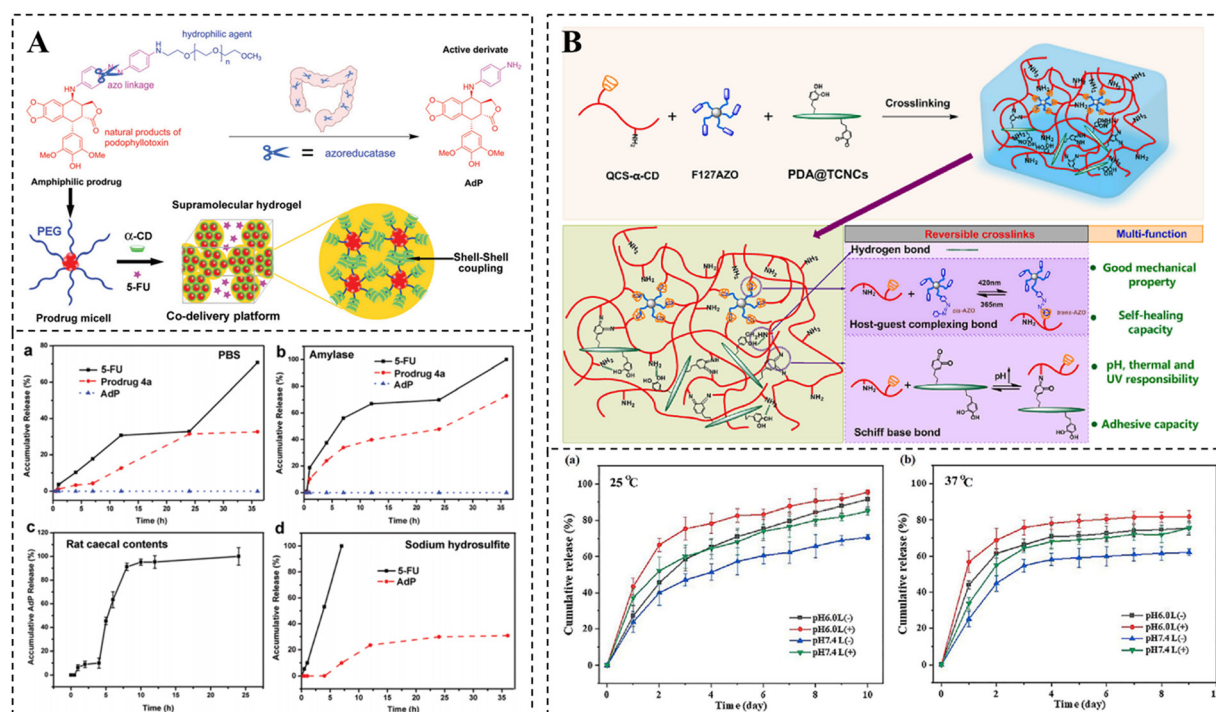 A
hydrophilic agent
azo linkage
natural products of
podophyllotoxin
Amphiphilic prodrug
azoreductase
Active derivate
AdP
PEG
α-CD
5-FU
Prodrug micell
Supramolecular hydrogel
Co-delivery platform
Shell-Shell
coupling
a
PBS
5-FU
Prodrug 4a
AdP
Accumulative Release (%)
Time (h)
b
Amylase
5-FU
Prodrug 4a
AdP
Accumulative Release (%)
Time (h)
c
Rat caecal contents
Accumulative AdP Release (%)
Time (h)
d
Sodium hydrosulfite
5-FU
AdP
Accumulative Release (%)
Time (h)
B
QCS-α-CD
F127AZO
PDA@TCNCs
Crosslinking
Reversible crosslinks
Multi-function
Hydrogen bond
420nm
365nm
cis-AZO
trans-AZO
Host-guest complexing bond
pH
Schiff base bond
Good mechanical
property
Self-healing
capacity
pH, thermal and
UV responsibility
Adhesive capacity
(a)
25 °C
Cumulative release (%)
pH6.0L(-)
pH6.0L(+)
pH7.4 L(-)
pH7.4 L(+)
Time (day)
(b)
37 °C
Cumulative release (%)
pH6.0L(-)
pH6.0L(+)
pH7.4 L(-)
pH7.4 L(+)
Time (day)